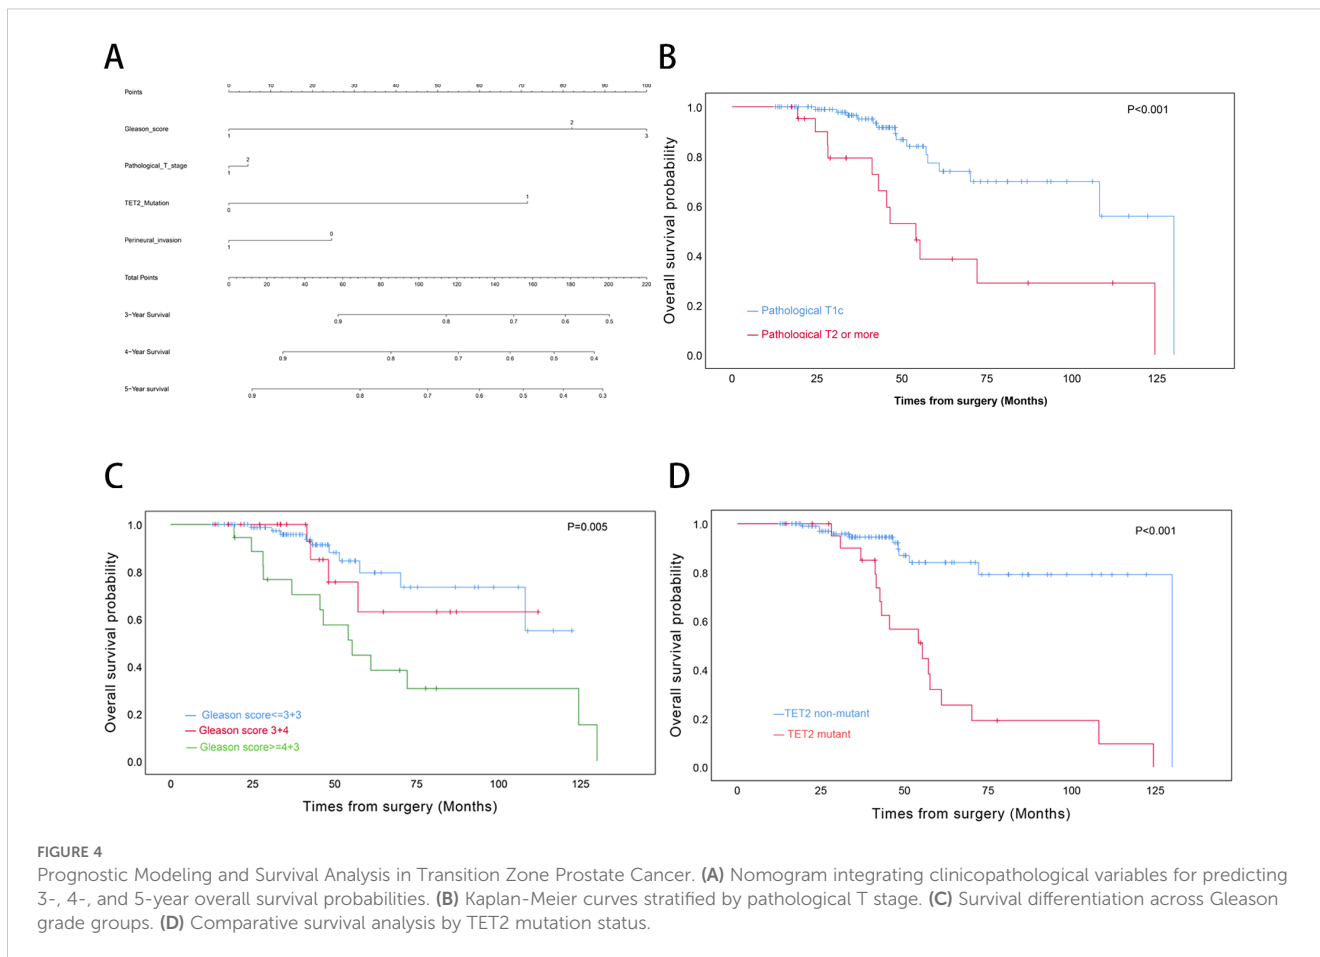 A
Points
0 10 20 30 40 50 60 70 80 90 100
Gleason_score
1 2 3
Pathological_T_stage
1 2
TET2_Mutation
0 1
Perineural_invasion
1 0
Total Points
0 20 40 60 80 100 120 140 160 180 200 220
3-Year Survival
0.9 0.8 0.7 0.6 0.5
4-Year Survival
0.9 0.8 0.7 0.6 0.5 0.4
5-Year survival
0.9 0.8 0.7 0.6 0.5 0.4 0.3
B
Overall survival probability
1.0
0.8
0.6
0.4
0.2
0.0
P<0.001
Pathological T1c
Pathological T2 or more
0 25 50 75 100 125
Times from surgery (Months)
C
Overall survival probability
1.0
0.8
0.6
0.4
0.2
0.0
P=0.005
Gleason score<=3+3
Gleason score 3+4
Gleason score>=4+3
0 25 50 75 100 125
Times from surgery (Months)
D
Overall survival probability
1.0
0.8
0.6
0.4
0.2
0.0
P<0.001
TET2 non-mutant
TET2 mutant
0 25 50 75 100 125
Times from surgery (Months)
FIGURE 4
Prognostic Modeling and Survival Analysis in Transition Zone Prostate Cancer. (A) Nomogram integrating clinicopathological variables for predicting
3-, 4-, and 5-year overall survival probabilities. (B) Kaplan-Meier curves stratified by pathological T stage. (C) Survival differentiation across Gleason
grade groups. (D) Comparative survival analysis by TET2 mutation status.